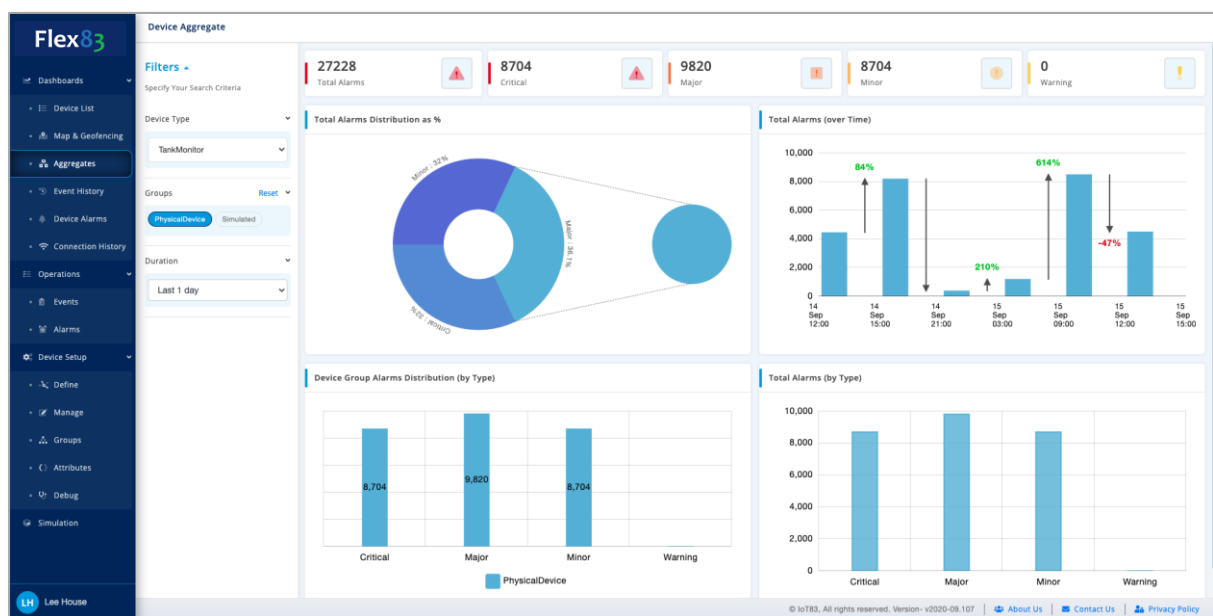 Flex83
Dashboards
Device List
Map & Geofencing
Aggregates
Event History
Device Alarms
Connection History
Operations
Events
Alarms
Device Setup
Define
Manage
Groups
Attributes
Debug
Simulation
LH Lee House
Device Aggregate
Filters
Specify Your Search Criteria
Device Type
TankMonitor
Groups Reset
PhysicalDevice Simulated
Duration
Last 1 day
27228
Total Alarms
8704
Critical
9820
Major
8704
Minor
0
Warning
Total Alarms Distribution as %
Minor : 32%
Major : 36.1%
Critical : 32%
Total Alarms (over Time)
10,000
8,000
6,000
4,000
2,000
0
84%
210%
614%
-47%
14 Sep 12:00
14 Sep 15:00
14 Sep 21:00
15 Sep 03:00
15 Sep 09:00
15 Sep 12:00
15 Sep 15:00
Device Group Alarms Distribution (by Type)
8,704
9,820
8,704
Critical Major Minor Warning
PhysicalDevice
Total Alarms (by Type)
10,000
8,000
6,000
4,000
2,000
0
Critical Major Minor Warning
© IoT83, All rights reserved. Version- v2020-09.107 | About Us | Contact Us | Privacy Policy